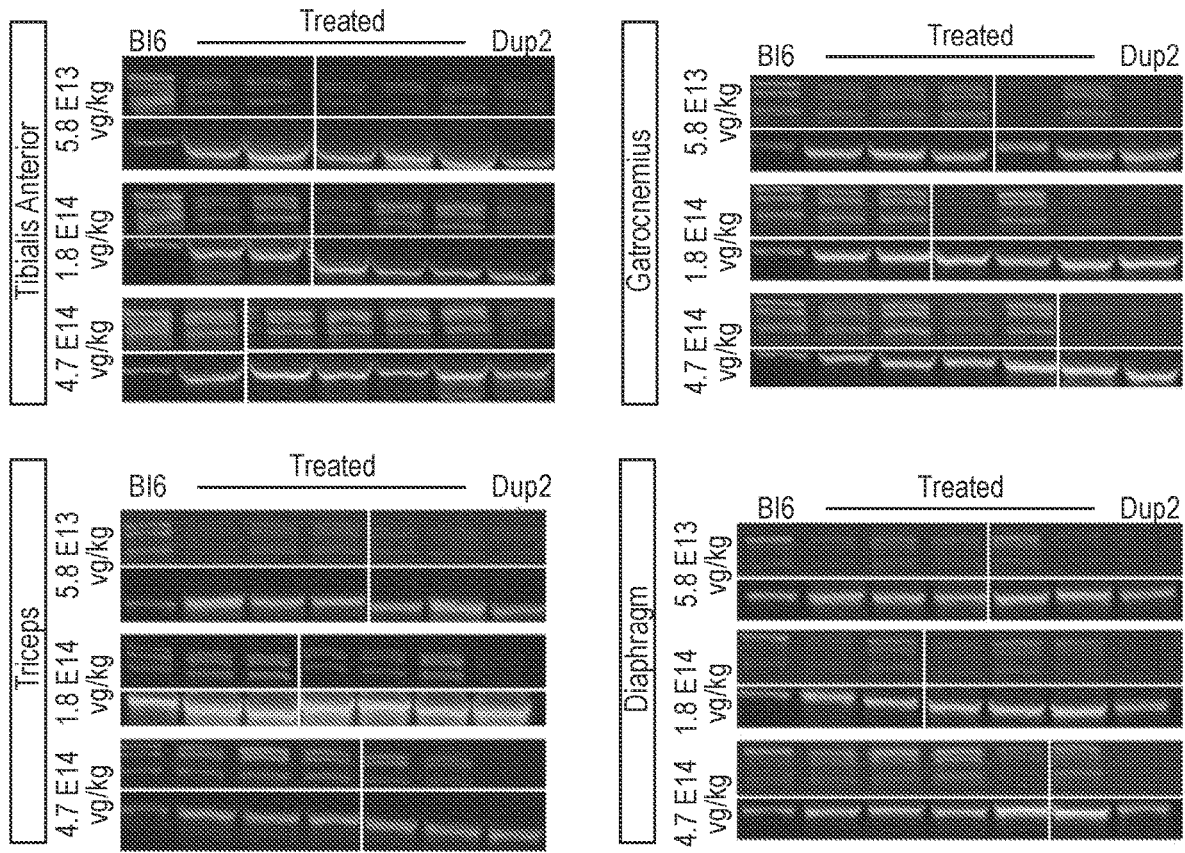 Tibialis Anterior
Bl6 Treated Dup2
5.8 E13
vg/kg
1.8 E14
vg/kg
4.7 E14
vg/kg
Gatrocnemius
Bl6 Treated Dup2
5.8 E13
vg/kg
1.8 E14
vg/kg
4.7 E14
vg/kg
Triceps
Bl6 Treated Dup2
5.8 E13
vg/kg
1.8 E14
vg/kg
4.7 E14
vg/kg
Diaphragm
Bl6 Treated Dup2
5.8 E13
vg/kg
1.8 E14
vg/kg
4.7 E14
vg/kg